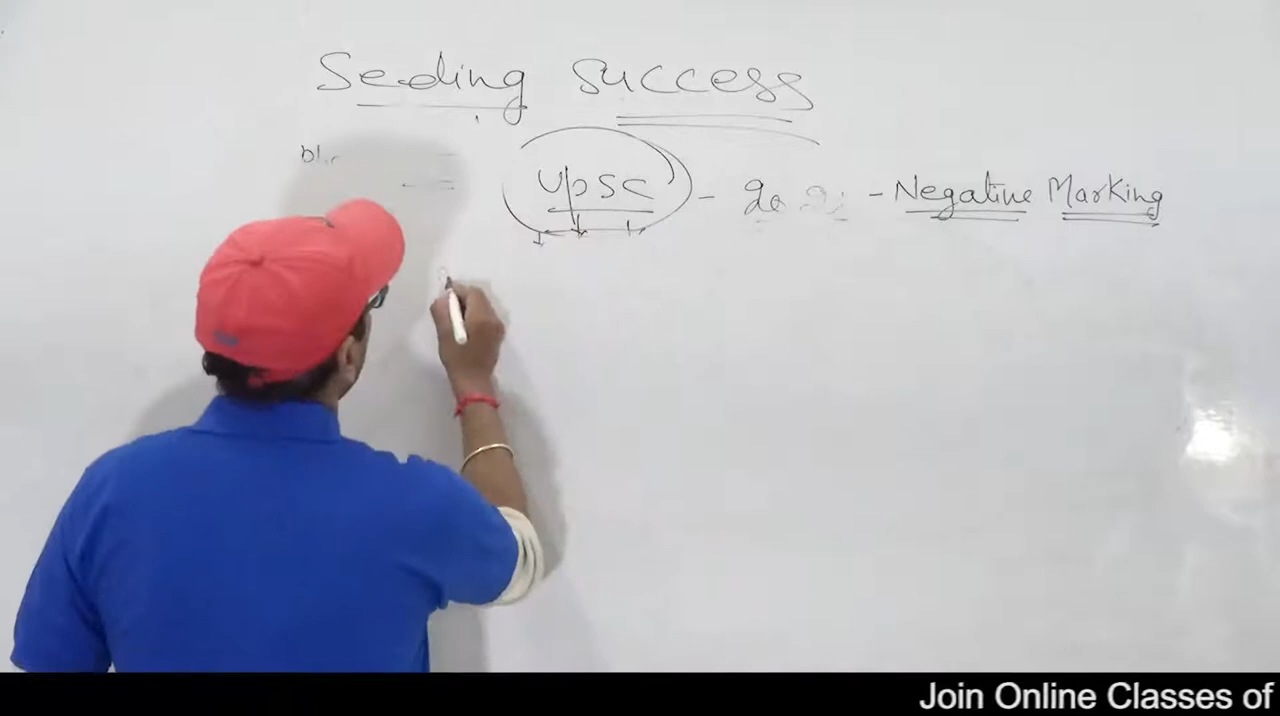 Seeding Success
UPSC - - Negative Marking
Join Online Classes of